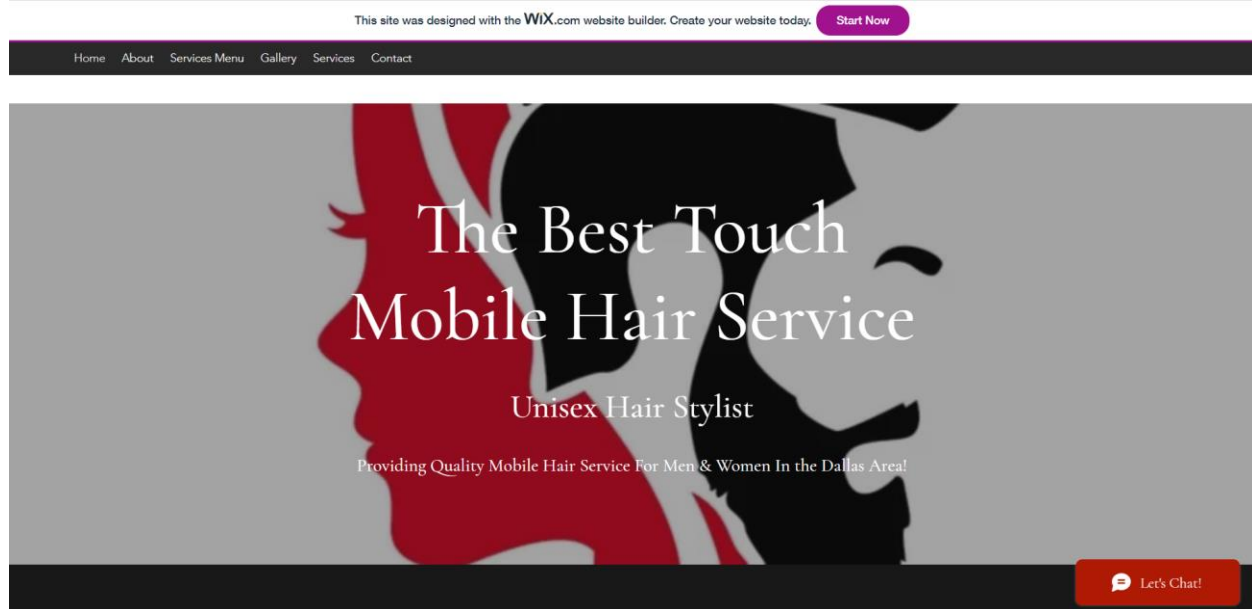 This site was designed with the WiX.com website builder. Create your website today. Start Now
Home About Services Menu Gallery Services Contact
The Best Touch
Mobile Hair Service
Unisex Hair Stylist
Providing Quality Mobile Hair Service For Men & Women In the Dallas Area!
Let's Chat!